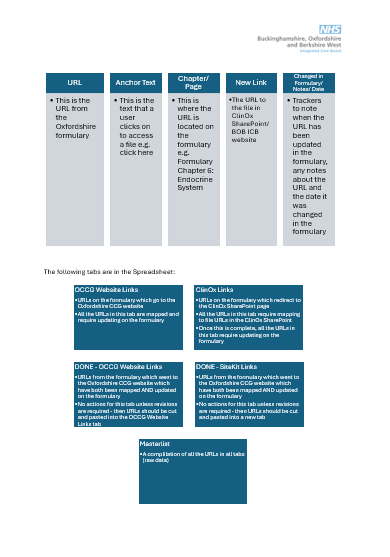 NHS
Buckinghamshire, Oxfordshire
and Berkshire West
Integrated Care Board
URL
• This is the
URL from
the
Oxfordshire
formulary
Anchor Text
• This is the
text that a
user
clicks on
to access
a file e.g.
click here
Chapter/
Page
• This is
where the
URL is
located on
the
formulary
e.g.
Formulary
Chapter 6:
Endocrine
System
New Link
•The URL to
the file in
ClinOx
SharePoint/
BOB ICB
website
Changed in
Formulary/
Notes/ Date
• Trackers
to note
when the
URL has
been
updated
in the
formulary,
any notes
about the
URL and
the date it
was
changed
in the
formulary
The following tabs are in the Spreadsheet:
OCCG Website Links
•URLs on the formulary which go to the
Oxfordshire CCG website
•All the URLs in this tab are mapped and
require updating on the formulary
ClinOx Links
•URLs on the formulary which redirect to the
ClinOx SharePoint page
•All the URLs in this tab require mapping
to file URLs in the ClinOx SharePoint
•Once this is complete, all the URLs in
this tab require updating on the
formulary
DONE - OCCG Website Links
•URLs from the formulary which went to
the Oxfordshire CCG website which
have both been mapped AND updated
on the formulary
•No actions for this tab unless revisions
are required - then URLs should be cut
and pasted into the OCCG Website
Links tab
DONE - SiteKit Links
•URLs from the formulary which went to
the Oxfordshire CCG website which
have both been mapped AND updated
on the formulary
•No actions for this tab unless revisions
are required - then URLs should be cut
and pasted into a new tab
Masterlist
•A compilation of all the URLs in all tabs
(raw data)